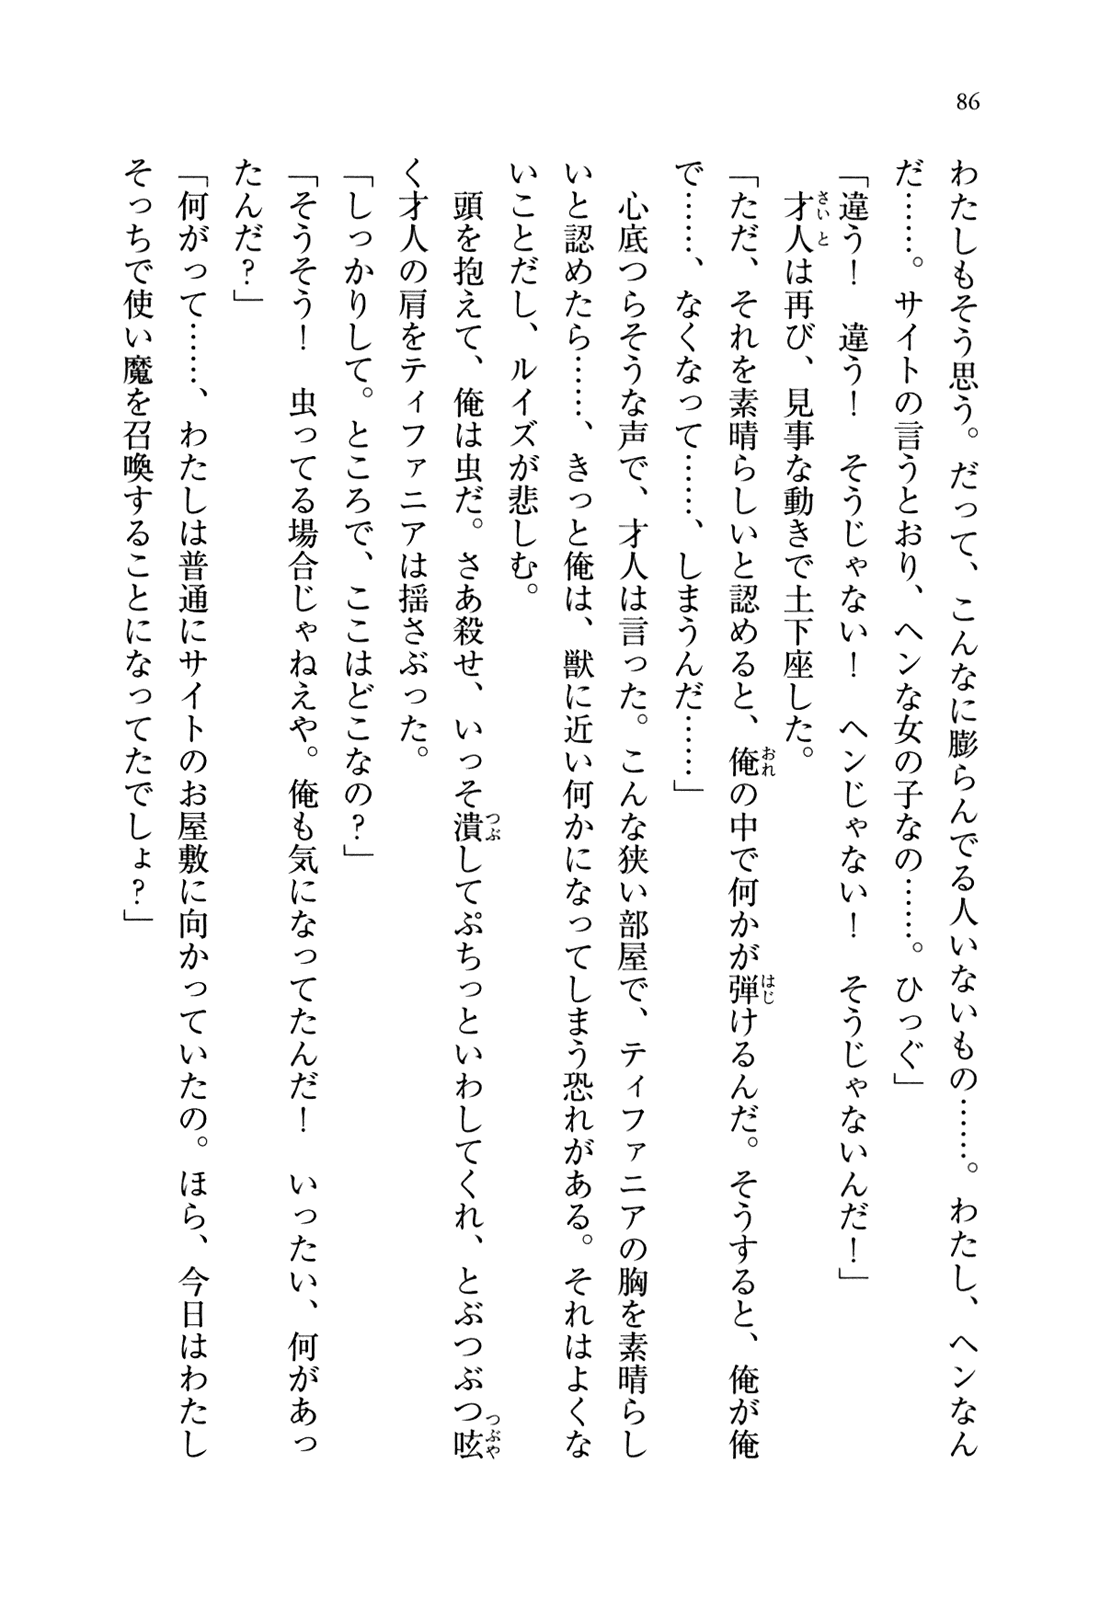 86
わたしもそう思う。だって、こんなに膨らんでる人いないもの……。わたし、ヘンなん
だ……。サイトの言うとおり、ヘンな女の子なの……。ひっぐ」
「違う！　違う！　そうじゃない！　ヘンじゃない！　そうじゃないんだ！」
　才人は再び、見事な動きで土下座した。
「ただ、それを素晴らしいと認めると、俺の中で何かが弾けるんだ。そうすると、俺が俺
で……、なくなって……、しまうんだ……」
　心底つらそうな声で、才人は言った。こんな狭い部屋で、ティファニアの胸を素晴らし
いと認めたら……、きっと俺は、獣に近い何かになってしまう恐れがある。それはよくな
いことだし、ルイズが悲しむ。
　頭を抱えて、俺は虫だ。さあ殺せ、いっそ潰してぷちっといわしてくれ、とぶつぶつ呟
く才人の肩をティファニアは揺さぶった。
「しっかりして。ところで、ここはどこなの？」
「そうそう！　虫ってる場合じゃねえや。俺も気になってたんだ！　いったい、何があっ
たんだ？」
「何がって……、わたしは普通にサイトのお屋敷に向かっていたの。ほら、今日はわたし
そっちで使い魔を召喚することになってたでしょ？」